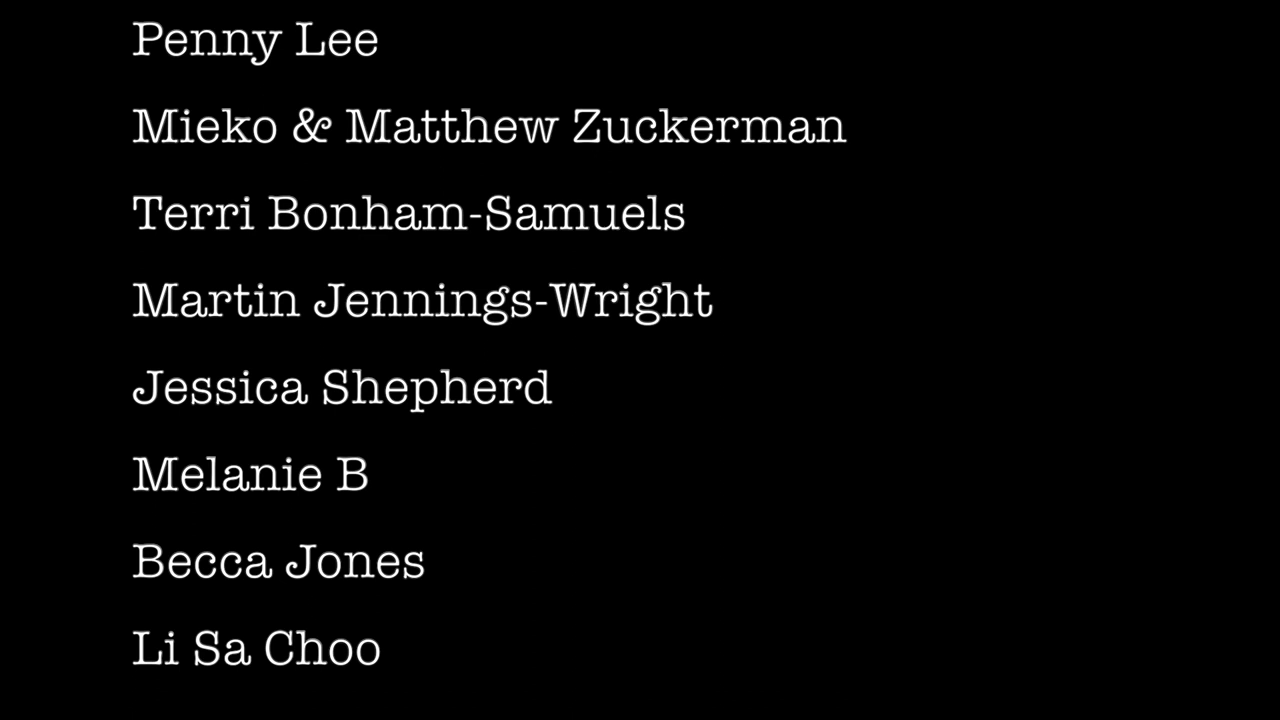 Penny Lee
Mieko & Matthew Zuckerman
Terri Bonham-Samuels
Martin Jennings-Wright
Jessica Shepherd
Melanie B
Becca Jones
Li Sa Choo